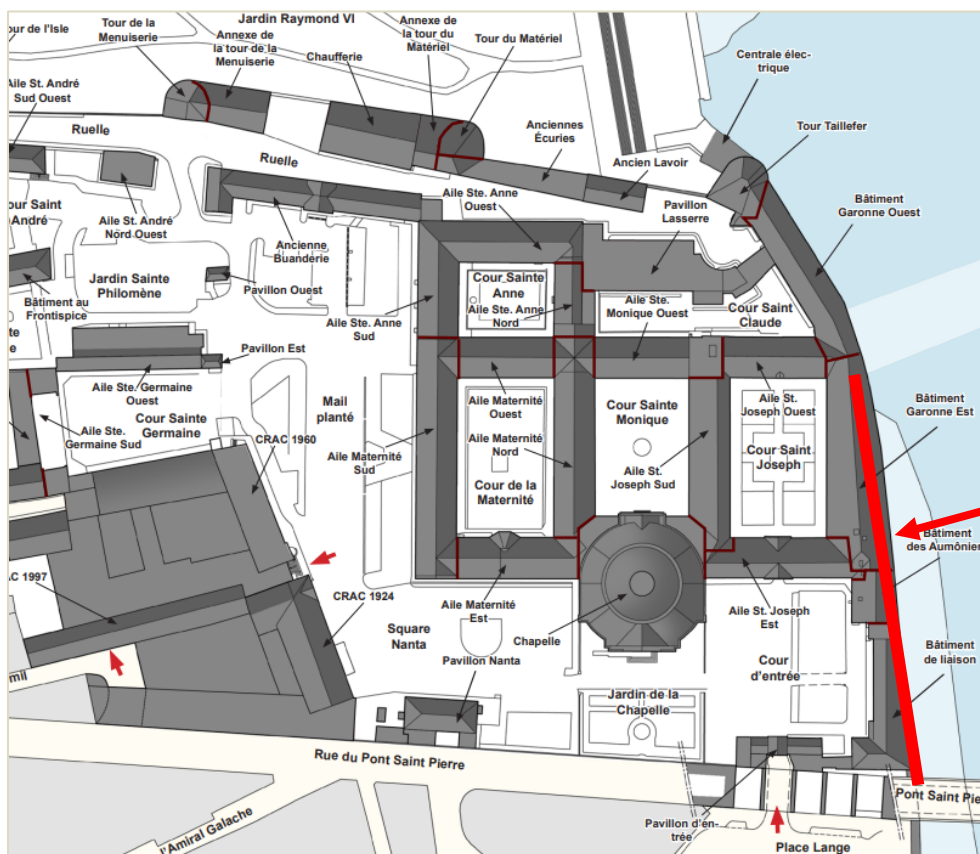 Jardin Raymond VI
our de l'Isle
Tour de la
Menuiserie
Annexe de
la tour de la
Menuiserie
Chaufferie
Annexe de
la tour du
Matériel
Tour du Matériel
Centrale élec-
trique
Aile St. André
Sud Ouest
Ruelle
Ruelle
Anciennes
Écuries
Ancien Lavoir
Tour Taillefer
Cour Saint
André
Aile St. André
Nord Ouest
Aile Ste. Anne
Ouest
Pavillon
Lasserre
Bâtiment
Garonne Ouest
Ancienne
Buanderie
Jardin Sainte
Philomène
Pavillon Ouest
Cour Sainte
Anne
Aile Ste. Anne
Nord
Aile Ste.
Monique Ouest
Cour Saint
Claude
Bâtiment au
Frontispice
Aile Ste. Anne
Sud
Pavillon Est
Aile Ste. Germaine
Ouest
Cour Sainte
Germaine
Aile Ste.
Germaine Sud
Mail
planté
CRAC 1960
Aile Maternité
Ouest
Cour Sainte
Monique
Aile St.
Joseph Ouest
Bâtiment
Garonne Est
Aile Maternité
Sud
Aile Maternité
Nord
Cour de la
Maternité
Aile St.
Joseph Sud
Cour Saint
Joseph
Bâtiment
des Aumônier
AC 1997
CRAC 1924
Aile Maternité
Est
Chapelle
Aile St. Joseph
Est
Square
Nanta
Pavillon Nanta
Cour
d'entrée
Bâtiment
de liaison
mil
Jardin de la
Chapelle
Rue du Pont Saint Pierre
Pont Saint Pie
l'Amiral Galache
Pavillon d'en-
trée
Place Lange